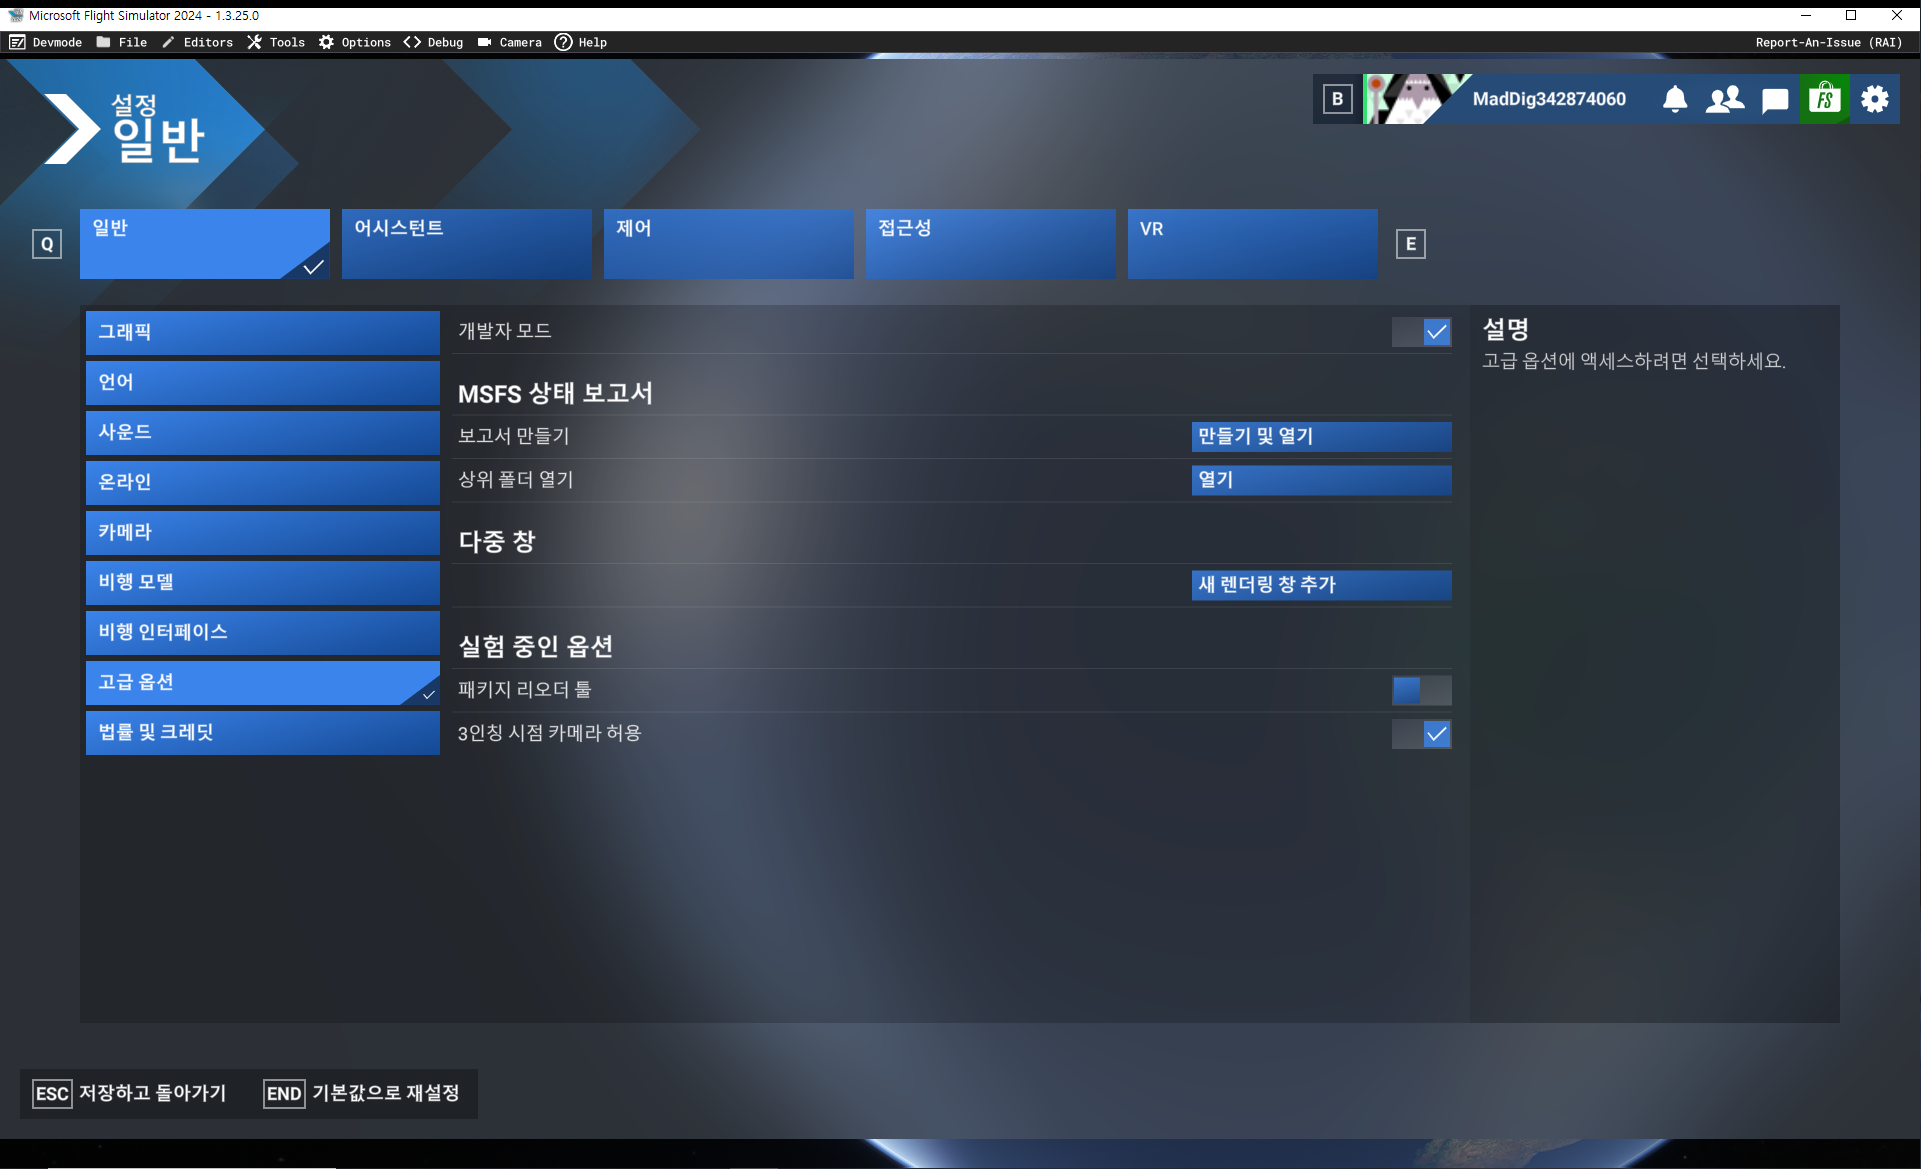 Microsoft Flight Simulator 2024 - 1.3.25.0
Devmode File Editors Tools Options Debug Camera Help Report-An-Issue (RAI)
설정
일반
B MadDig342874060 FS
Q 일반 어시스턴트 제어 접근성 VR E
그래픽
언어
사운드
온라인
카메라
비행 모델
비행 인터페이스
고급 옵션
법률 및 크레딧
개발자 모드
MSFS 상태 보고서
보고서 만들기 만들기 및 열기
상위 폴더 열기 열기
다중 창
새 렌더링 창 추가
실험 중인 옵션
패키지 리오더 툴
3인칭 시점 카메라 허용
설명
고급 옵션에 액세스하려면 선택하세요.
ESC 저장하고 돌아가기 END 기본값으로 재설정